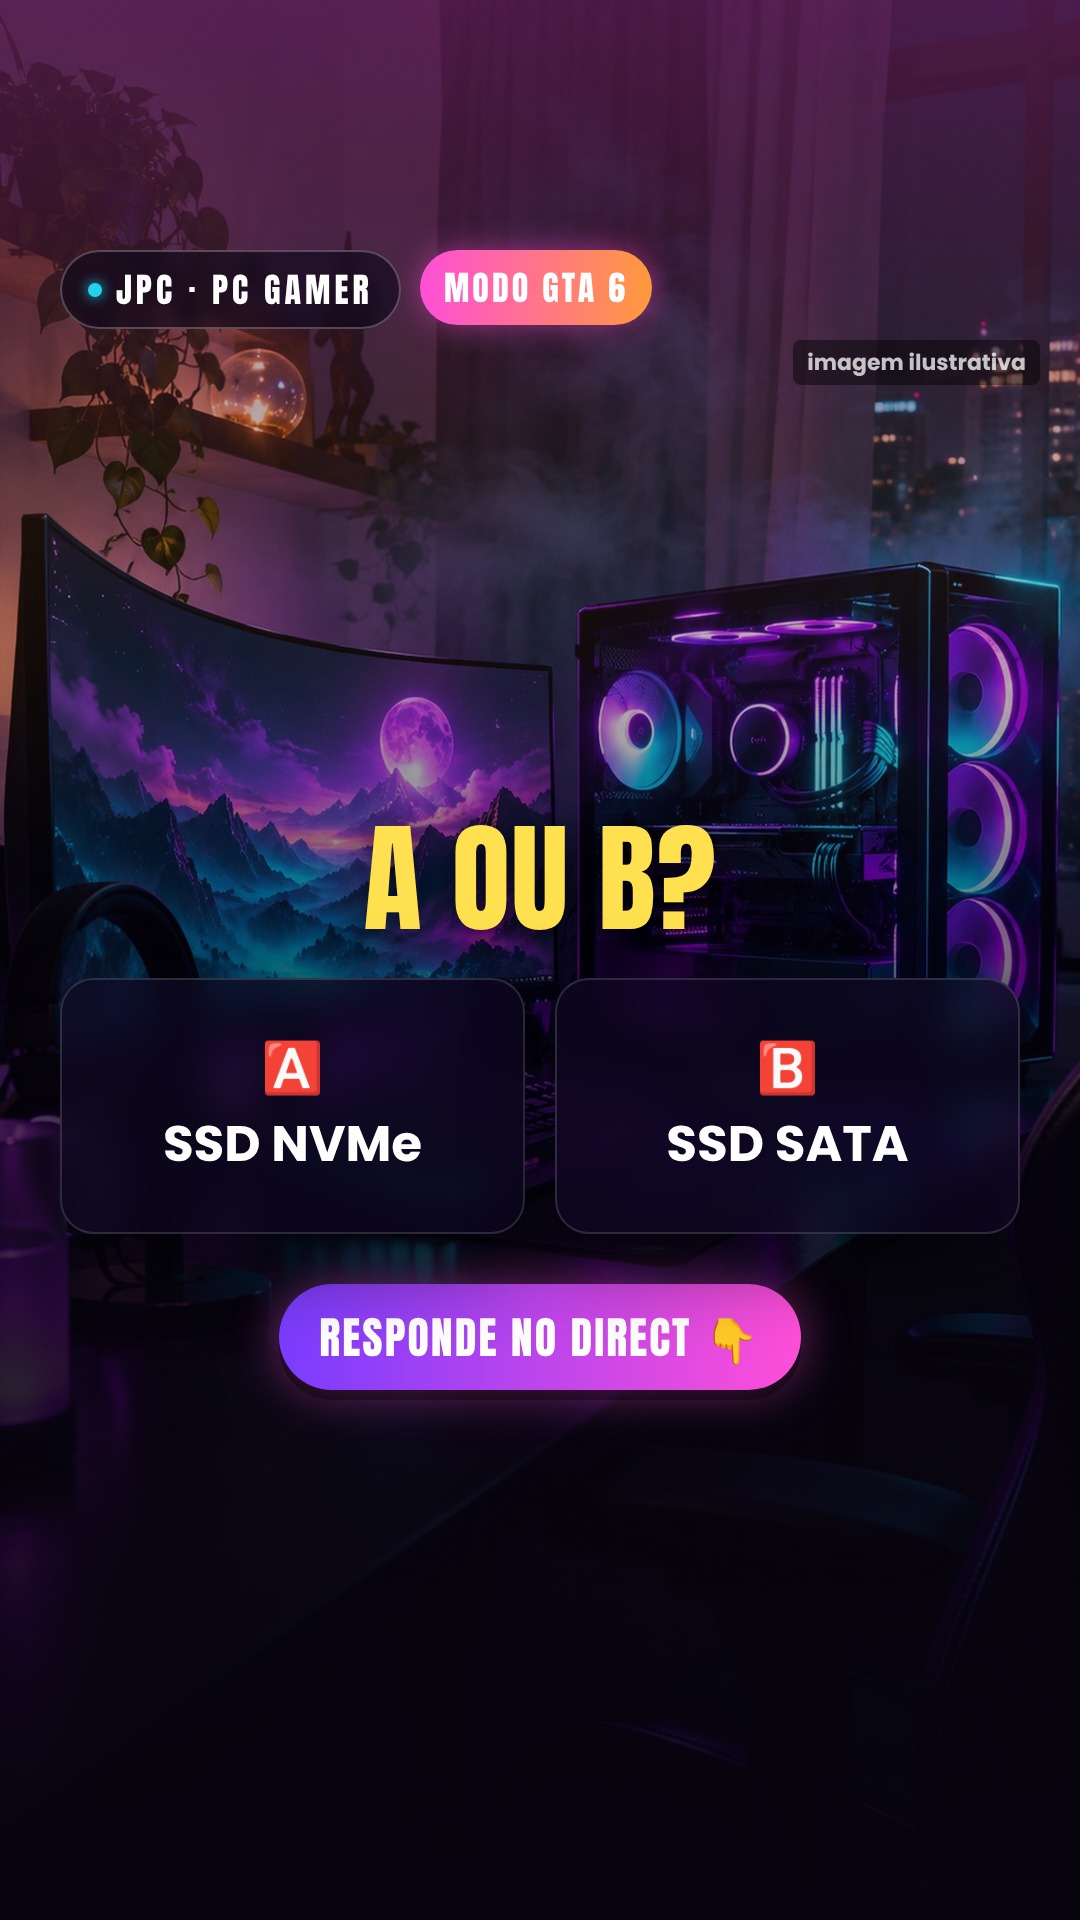 JPC · PC GAMER
MODO GTA 6
imagem ilustrativa
A OU B?
A
SSD NVMe
B
SSD SATA
RESPONDE NO DIRECT 👇